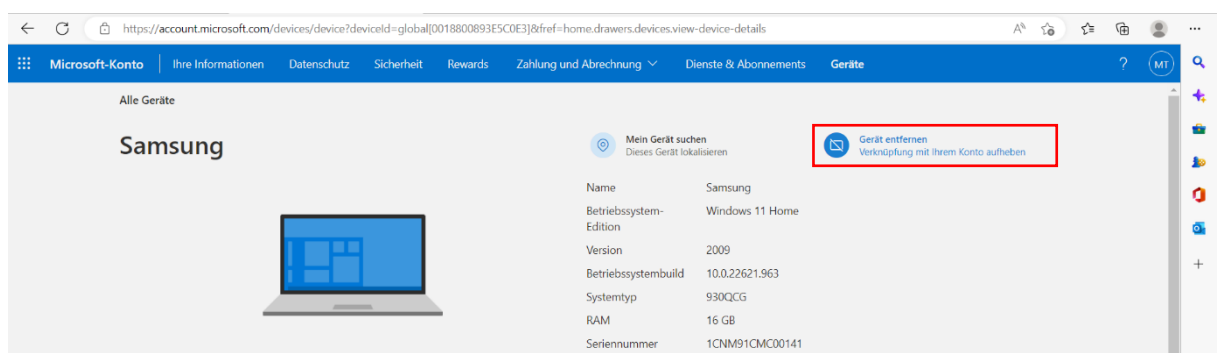 https://account.microsoft.com/devices/device?deviceId=global[0018800893E5C0E3]&fref=home.drawers.devices.view-device-details
Microsoft-Konto Ihre Informationen Datenschutz Sicherheit Rewards Zahlung und Abrechnung Dienste & Abonnements Geräte ? MT
Alle Geräte
Samsung
Mein Gerät suchen
Dieses Gerät lokalisieren
Gerät entfernen
Verknüpfung mit Ihrem Konto aufheben
Name Samsung
Betriebssystem-
Edition
Windows 11 Home
Version 2009
Betriebssystembuild 10.0.22621.963
Systemtyp 930QCG
RAM 16 GB
Seriennummer 1CNM91CMC00141